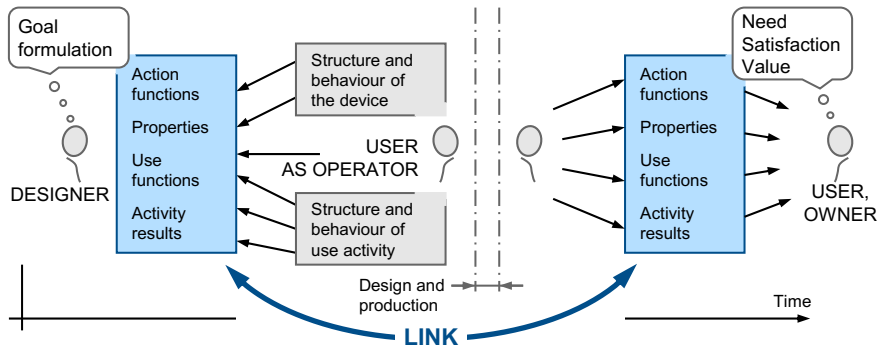 Goal
formulation
DESIGNER
Action
functions
Properties
Use
functions
Activity
results
Structure and
behaviour of
the device
USER
AS OPERATOR
Structure and
behaviour of
use activity
Design and
production
LINK
Action
functions
Properties
Use
functions
Activity
results
Need
Satisfaction
Value
USER,
OWNER
Time